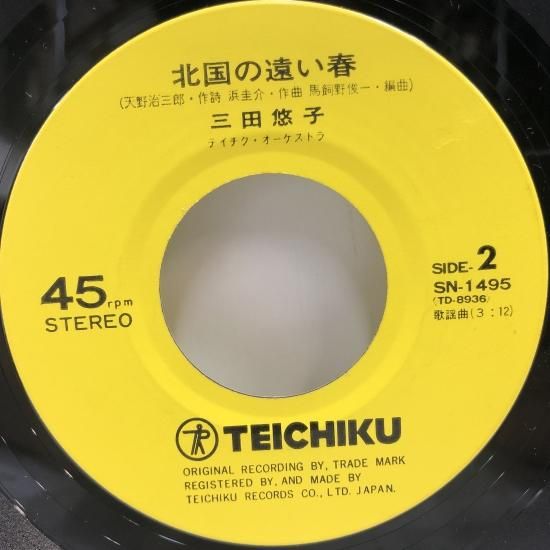 北国の遠い春
(天野治三郎・作詩 浜圭介・作曲 馬飼野俊一・編曲)
三田悠子
テイチク・オーケストラ
45rpm
STEREO
SIDE-2
SN-1495
(TD-8936)
歌謡曲(3:12)
TEICHIKU
ORIGINAL RECORDING BY, TRADE MARK
REGISTERED BY, AND MADE BY
TEICHIKU RECORDS CO., LTD. JAPAN.